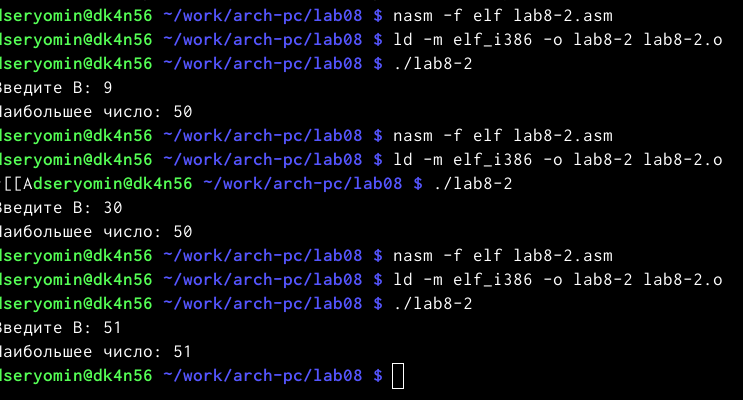 dseryomin@dk4n56 ~/work/arch-pc/lab08 $ nasm -f elf lab8-2.asm
dseryomin@dk4n56 ~/work/arch-pc/lab08 $ ld -m elf_i386 -o lab8-2 lab8-2.o
dseryomin@dk4n56 ~/work/arch-pc/lab08 $ ./lab8-2
Введите B: 9
Наибольшее число: 50
dseryomin@dk4n56 ~/work/arch-pc/lab08 $ nasm -f elf lab8-2.asm
dseryomin@dk4n56 ~/work/arch-pc/lab08 $ ld -m elf_i386 -o lab8-2 lab8-2.o
^[[Adseryomin@dk4n56 ~/work/arch-pc/lab08 $ ./lab8-2
Введите B: 30
Наибольшее число: 50
dseryomin@dk4n56 ~/work/arch-pc/lab08 $ nasm -f elf lab8-2.asm
dseryomin@dk4n56 ~/work/arch-pc/lab08 $ ld -m elf_i386 -o lab8-2 lab8-2.o
dseryomin@dk4n56 ~/work/arch-pc/lab08 $ ./lab8-2
Введите B: 51
Наибольшее число: 51
dseryomin@dk4n56 ~/work/arch-pc/lab08 $